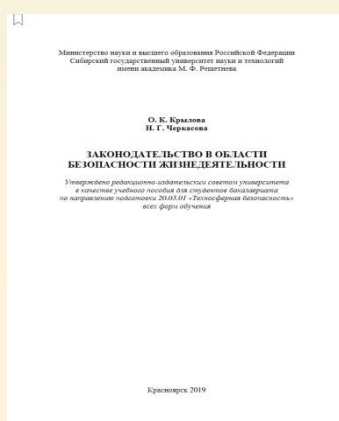 Министерство науки и высшего образования Российской Федерации
Сибирский государственный университет науки и технологий
имени академика М. Ф. Решетнева
О. К. Крылова
Н. Г. Черкасова
ЗАКОНОДАТЕЛЬСТВО В ОБЛАСТИ
БЕЗОПАСНОСТИ ЖИЗНЕДЕЯТЕЛЬНОСТИ
Утверждено редакционно-издательским советом университета
в качестве учебного пособия для студентов бакалавриата
по направлению подготовки 20.03.01 «Техносферная безопасность»
всех форм обучения
Красноярск 2019